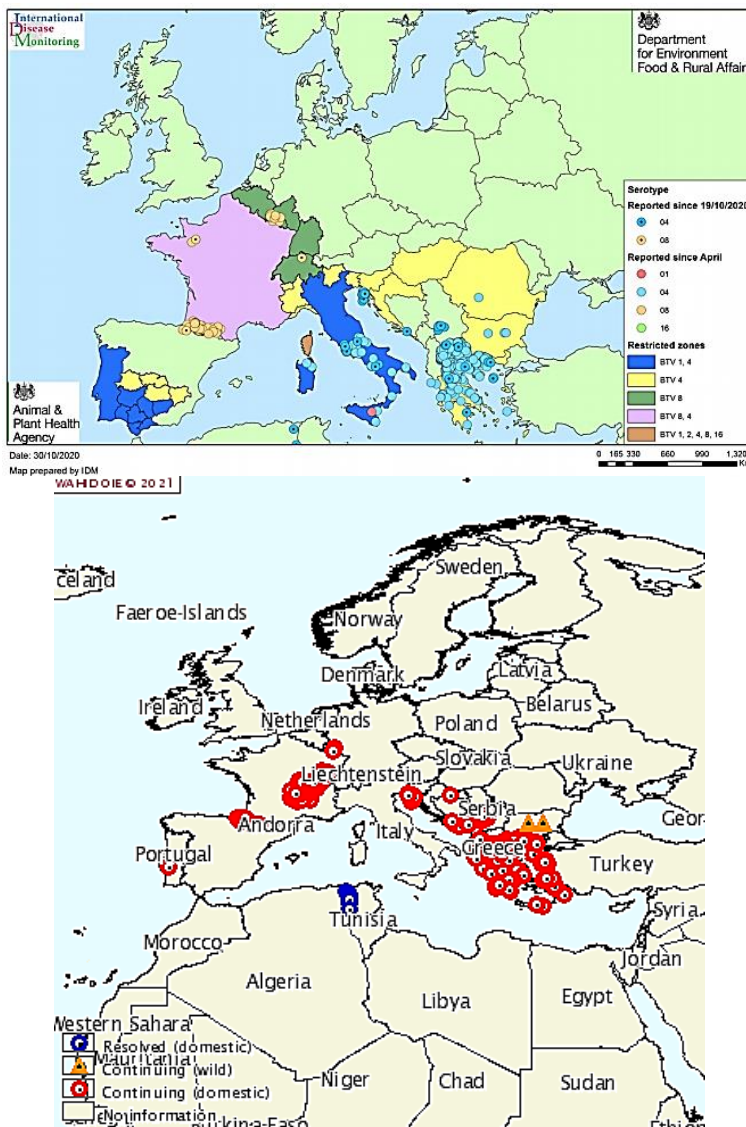 International
Disease
Monitoring
Department
for Environment
Food & Rural Affair
Serotype
Reported since 19/10/2020
04
08
Reported since April
01
04
08
16
Restricted zones
BTV 1, 4
BTV 4
BTV 8
BTV 8, 4
BTV 1, 2, 4, 8, 16
Animal &
Plant Health
Agency
Date: 30/10/2020
Map prepared by IDM
0 165 330 660 990 1,320
WAHIDOIE © 2021
celand
Sweden
Faeroe-Islands
Norway
Denmark
Latvia
Ireland
Belarus
Netherlands
Poland
Slovakia
Ukraine
Liechtenstein
Serbia
Geor
Andorra
Italy
Greece
Portugal
Turkey
Tunisia
Syria
Morocco
Jordan
Algeria
Libya
Egypt
Western Sahara
Resolved (domestic)
Mauritania
Continuing (wild)
Continuing (domestic)
Niger
Chad
Sudan
No information
Burkina-Faso